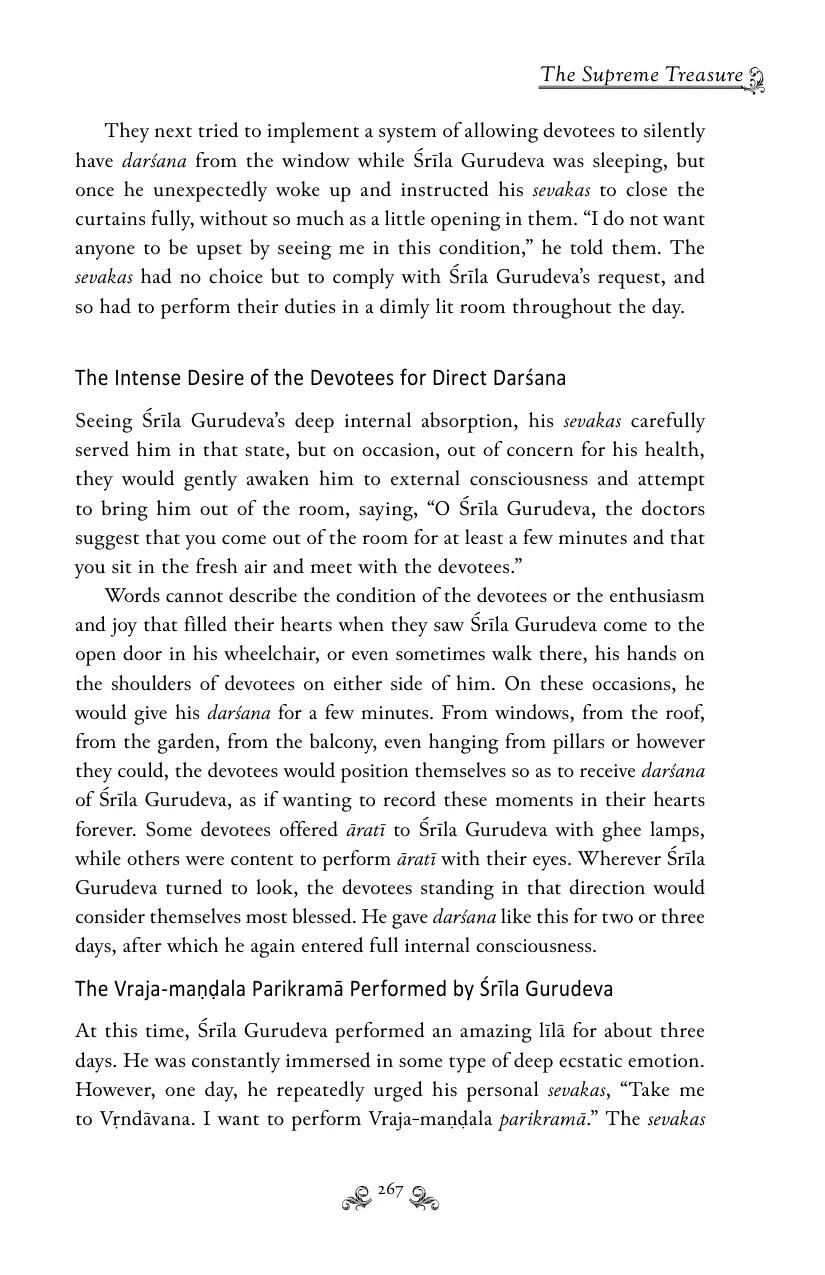 The Supreme Treasure
They next tried to implement a system of allowing devotees to silently
have darśana from the window while Śrīla Gurudeva was sleeping, but
once he unexpectedly woke up and instructed his sevakas to close the
curtains fully, without so much as a little opening in them. “I do not want
anyone to be upset by seeing me in this condition,” he told them. The
sevakas had no choice but to comply with Śrīla Gurudeva’s request, and
so had to perform their duties in a dimly lit room throughout the day.
The Intense Desire of the Devotees for Direct Darśana
Seeing Śrīla Gurudeva’s deep internal absorption, his sevakas carefully
served him in that state, but on occasion, out of concern for his health,
they would gently awaken him to external consciousness and attempt
to bring him out of the room, saying, “O Śrīla Gurudeva, the doctors
suggest that you come out of the room for at least a few minutes and that
you sit in the fresh air and meet with the devotees.”
Words cannot describe the condition of the devotees or the enthusiasm
and joy that filled their hearts when they saw Śrīla Gurudeva come to the
open door in his wheelchair, or even sometimes walk there, his hands on
the shoulders of devotees on either side of him. On these occasions, he
would give his darśana for a few minutes. From windows, from the roof,
from the garden, from the balcony, even hanging from pillars or however
they could, the devotees would position themselves so as to receive darśana
of Śrīla Gurudeva, as if wanting to record these moments in their hearts
forever. Some devotees offered āratī to Śrīla Gurudeva with ghee lamps,
while others were content to perform āratī with their eyes. Wherever Śrīla
Gurudeva turned to look, the devotees standing in that direction would
consider themselves most blessed. He gave darśana like this for two or three
days, after which he again entered full internal consciousness.
The Vraja-maṇḍala Parikramā Performed by Śrīla Gurudeva
At this time, Śrīla Gurudeva performed an amazing līlā for about three
days. He was constantly immersed in some type of deep ecstatic emotion.
However, one day, he repeatedly urged his personal sevakas, “Take me
to Vṛndāvana. I want to perform Vraja-maṇḍala parikramā.” The sevakas
267